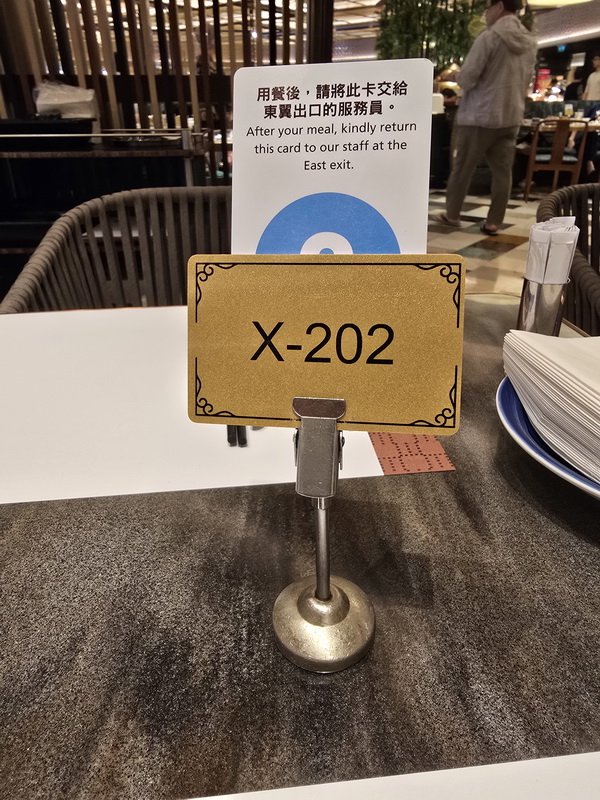 用餐後，請將此卡交給
東翼出口的服務員。
After your meal, kindly return
this card to our staff at the
East exit.
X-202